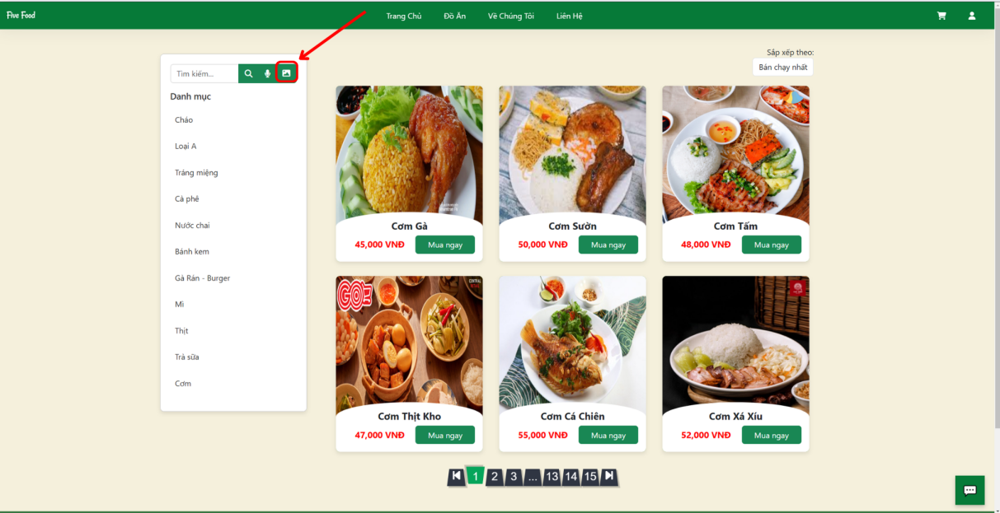 Five Food
Trang Chủ Đồ Ăn Về Chúng Tôi Liên Hệ
Sắp xếp theo:
Bán chạy nhất
Tìm kiếm...
Danh mục
Cháo
Loại A
Tráng miệng
Cà phê
Nước chai
Bánh kem
Gà Rán - Burger
Mì
Thịt
Trà sữa
Cơm
Cơm Gà
45,000 VNĐ Mua ngay
Cơm Sườn
50,000 VNĐ Mua ngay
Cơm Tấm
48,000 VNĐ Mua ngay
GO!
Cơm Thịt Kho
47,000 VNĐ Mua ngay
Cơm Cá Chiên
55,000 VNĐ Mua ngay
Cơm Xá Xíu
52,000 VNĐ Mua ngay
1 2 3 ... 13 14 15